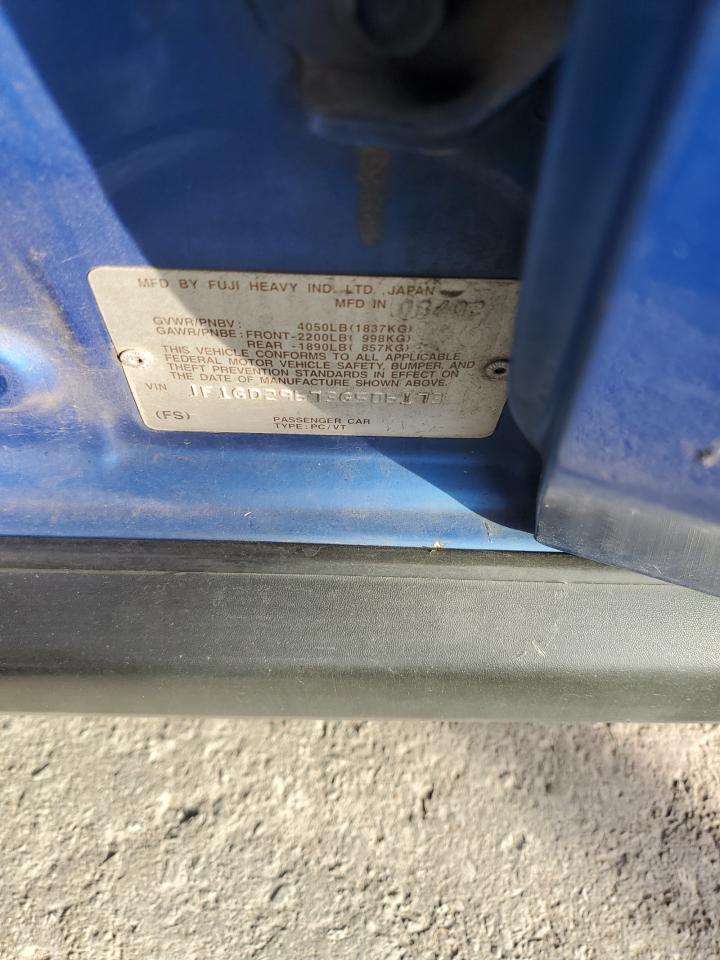 MFD BY FUJI HEAVY IND. LTD. JAPAN
MFD IN
GVWR/PNBV: 4050LB(1837KG)
GAWR/PNBE: FRONT-2200LB( 998KG)
REAR -1890LB( 857KG)
THIS VEHICLE CONFORMS TO ALL APPLICABLE
FEDERAL MOTOR VEHICLE SAFETY, BUMPER, AND
THEFT PREVENTION STANDARDS IN EFFECT ON
THE DATE OF MANUFACTURE SHOWN ABOVE.
VIN
(FS) PASSENGER CAR
TYPE: PC/VT